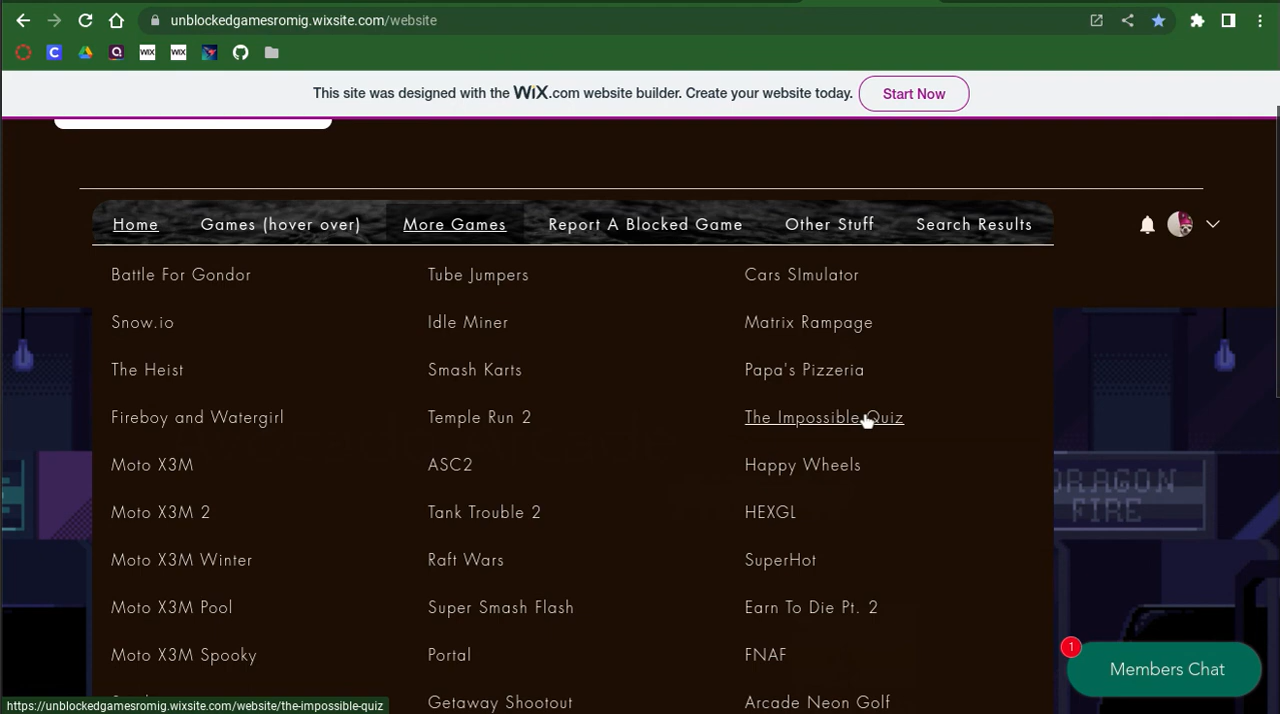 unblockedgamesromig.wixsite.com/website
WIX WIX
This site was designed with the WiX.com website builder. Create your website today. Start Now
Home Games (hover over) More Games Report A Blocked Game Other Stuff Search Results
Battle For Gondor Tube Jumpers Cars SImulator
Snow.io Idle Miner Matrix Rampage
The Heist Smash Karts Papa's Pizzeria
Fireboy and Watergirl Temple Run 2 The Impossible Quiz
Moto X3M ASC2 Happy Wheels
Moto X3M 2 Tank Trouble 2 HEXGL
DRAGON
FIRE
Moto X3M Winter Raft Wars SuperHot
Moto X3M Pool Super Smash Flash Earn To Die Pt. 2
Moto X3M Spooky Portal FNAF
1
Members Chat
Getaway Shootout Arcade Neon Golf
https://unblockedgamesromig.wixsite.com/website/the-impossible-quiz